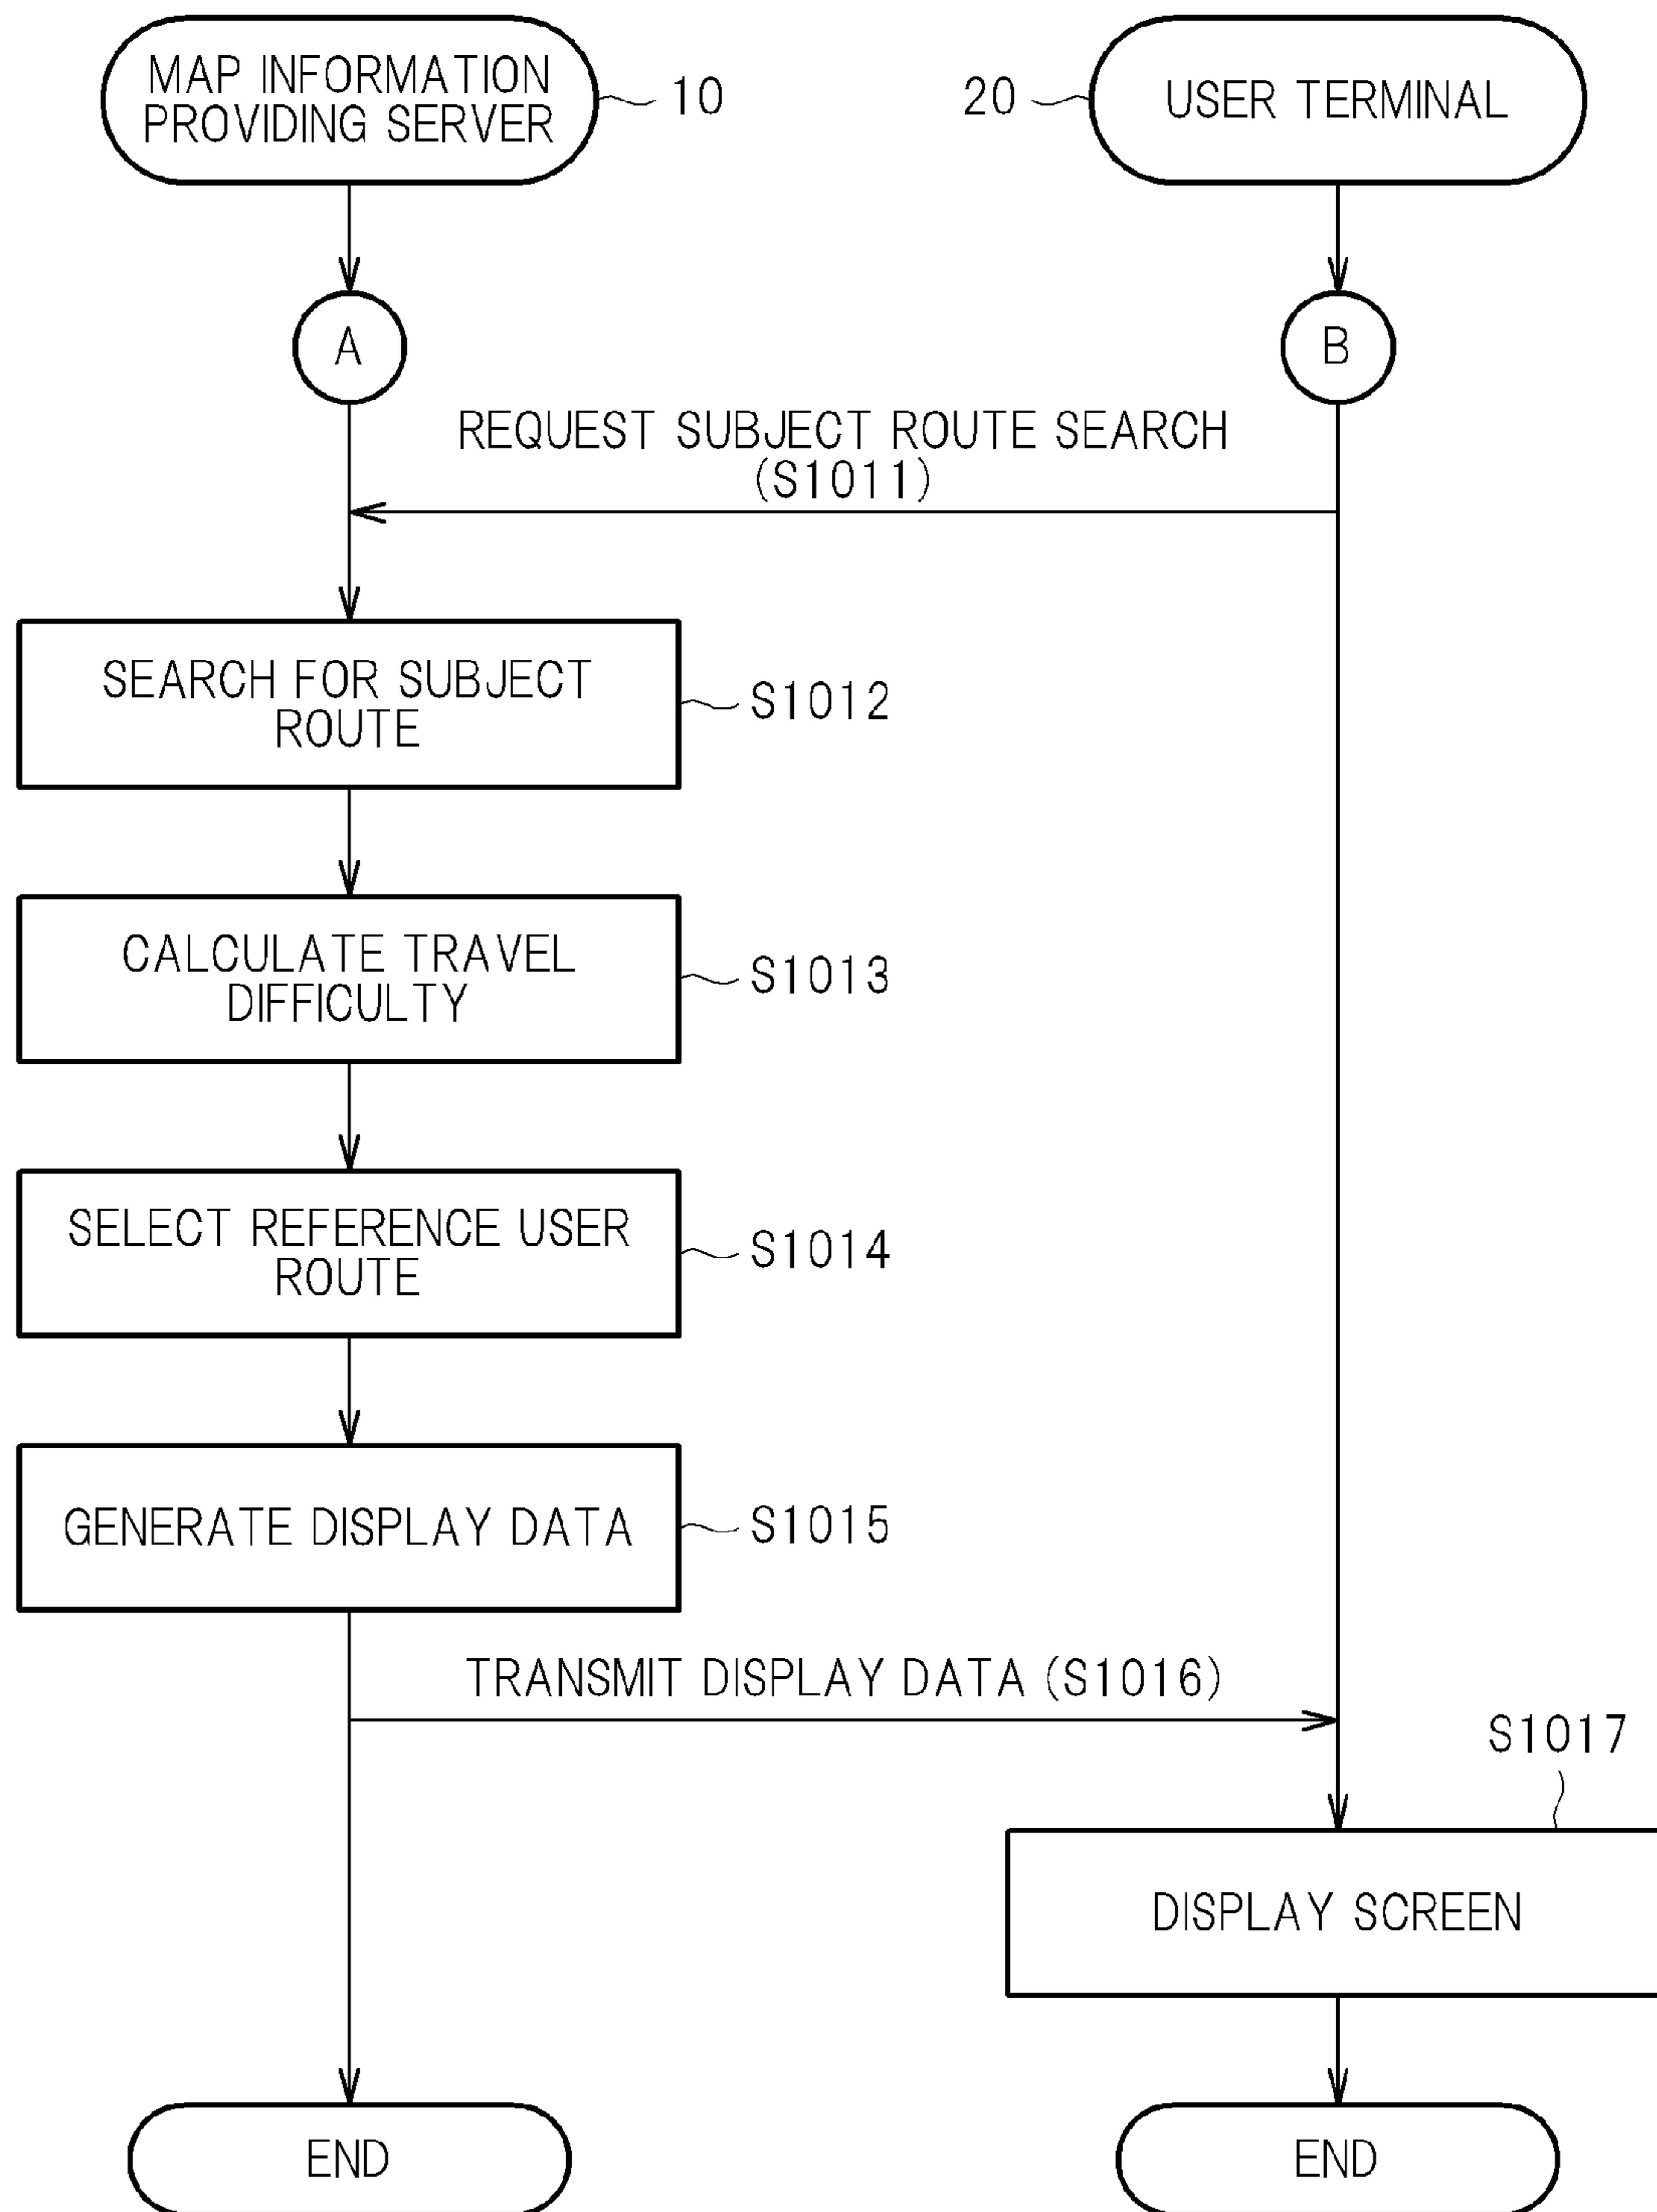 MAP INFORMATION
PROVIDING SERVER
10
20
USER TERMINAL
A
B
REQUEST SUBJECT ROUTE SEARCH
(S1011)
SEARCH FOR SUBJECT
ROUTE
S1012
CALCULATE TRAVEL
DIFFICULTY
S1013
SELECT REFERENCE USER
ROUTE
S1014
GENERATE DISPLAY DATA
S1015
TRANSMIT DISPLAY DATA (S1016)
S1017
DISPLAY SCREEN
END
END